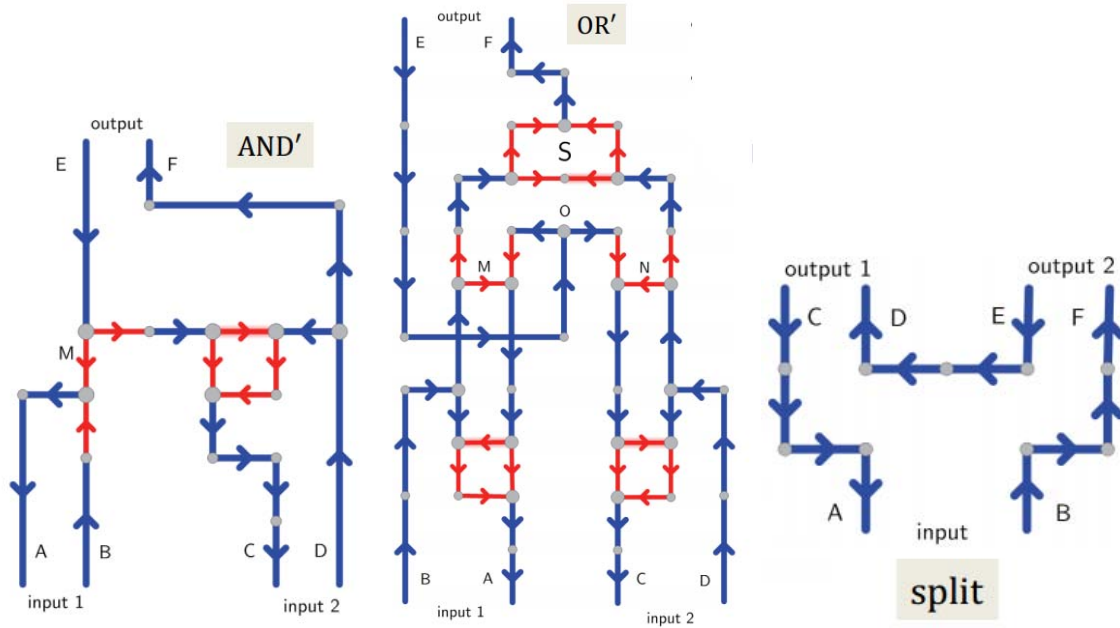 output
AND′
E
F
M
A
B
C
D
input 1
input 2
output
OR′
E
F
S
O
M
N
B
A
C
D
input 1
input 2
output 1
output 2
C
D
E
F
A
B
input
split